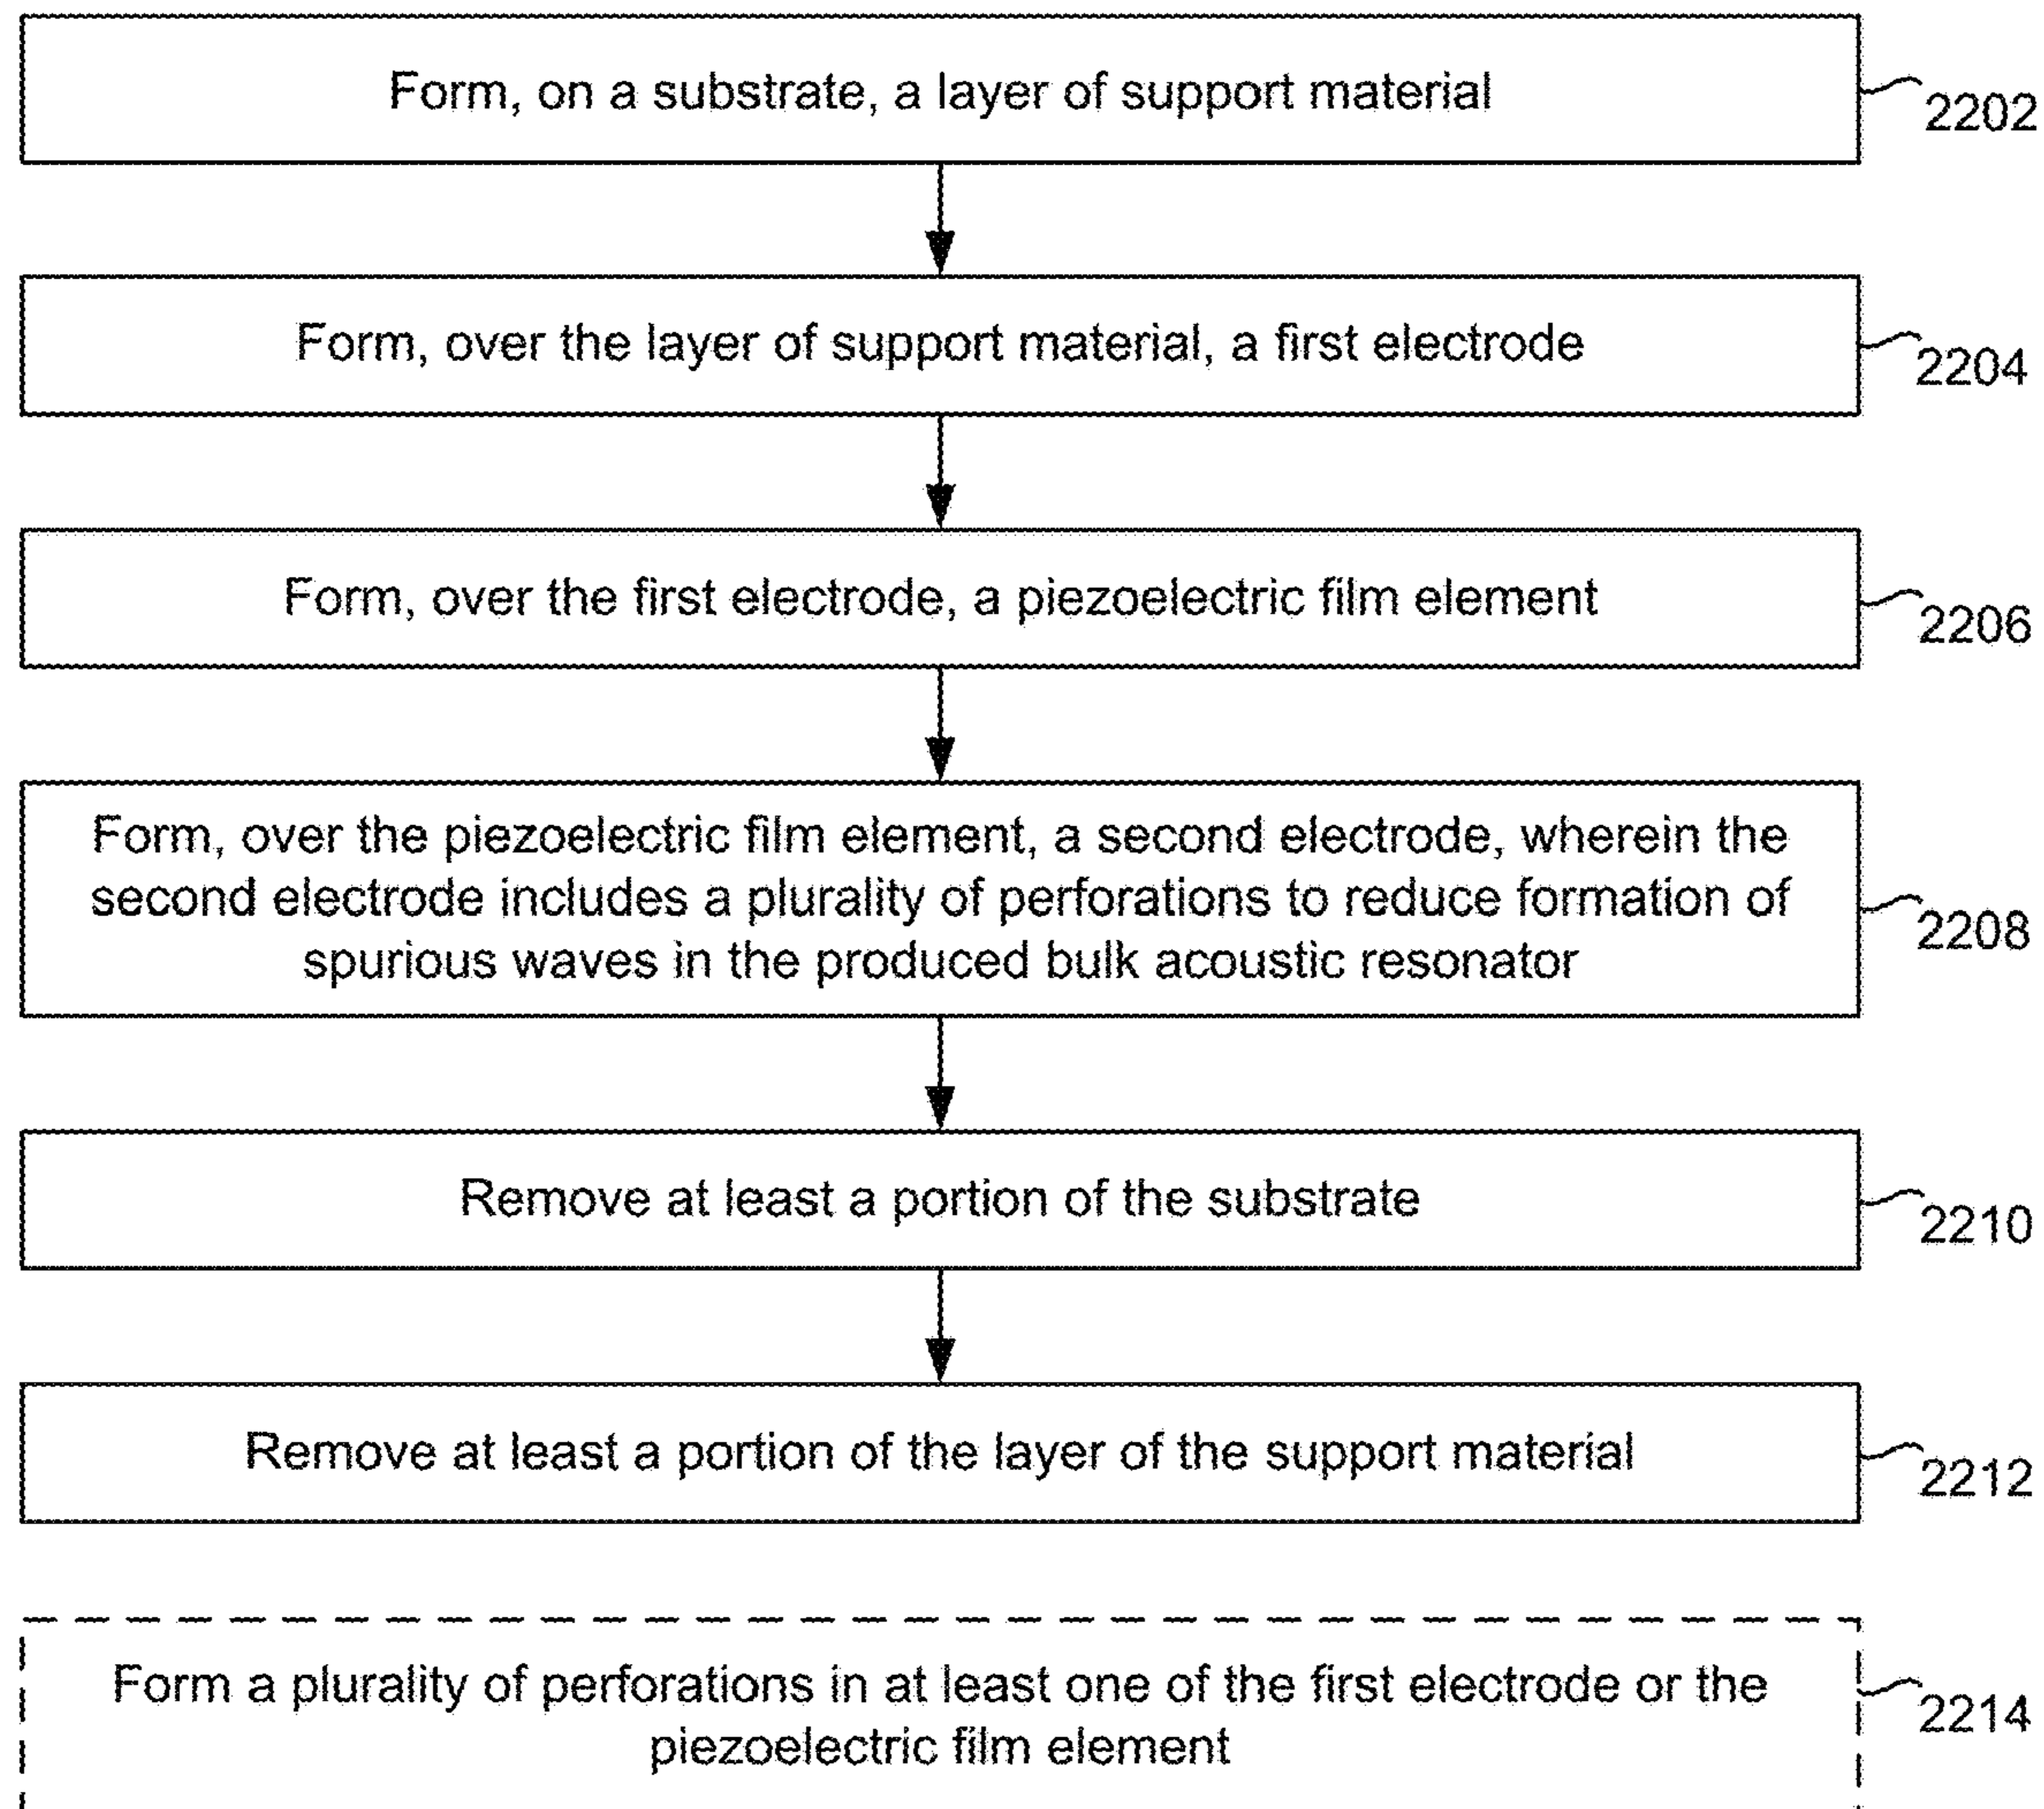 Form, on a substrate, a layer of support material
2202
Form, over the layer of support material, a first electrode
2204
Form, over the first electrode, a piezoelectric film element
2206
Form, over the piezoelectric film element, a second electrode, wherein the
second electrode includes a plurality of perforations to reduce formation of
spurious waves in the produced bulk acoustic resonator
2208
Remove at least a portion of the substrate
2210
Remove at least a portion of the layer of the support material
2212
Form a plurality of perforations in at least one of the first electrode or the
piezoelectric film element
2214